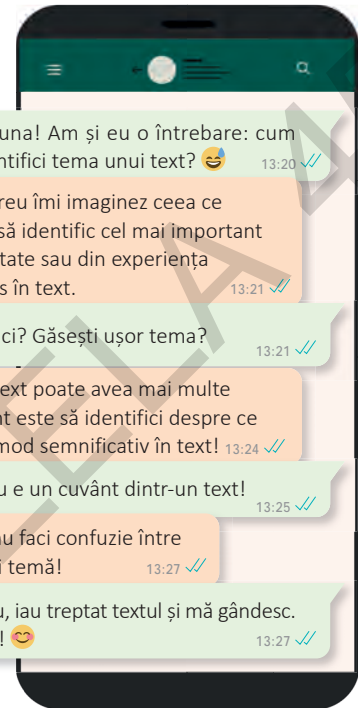 una! Am și eu o întrebare: cum
ntifici tema unui text? 😅 13:20
reu îmi imaginez ceea ce
să identific cel mai important
tate sau din experiența
s în text. 13:21
ci? Găsești ușor tema?
13:21
ext poate avea mai multe
nt este să identifici despre ce
mod semnificativ în text! 13:24
u e un cuvânt dintr-un text!
13:25
u faci confuzie între
i temă! 13:27
u, iau treptat textul și mă gândesc.
! 😊 13:27